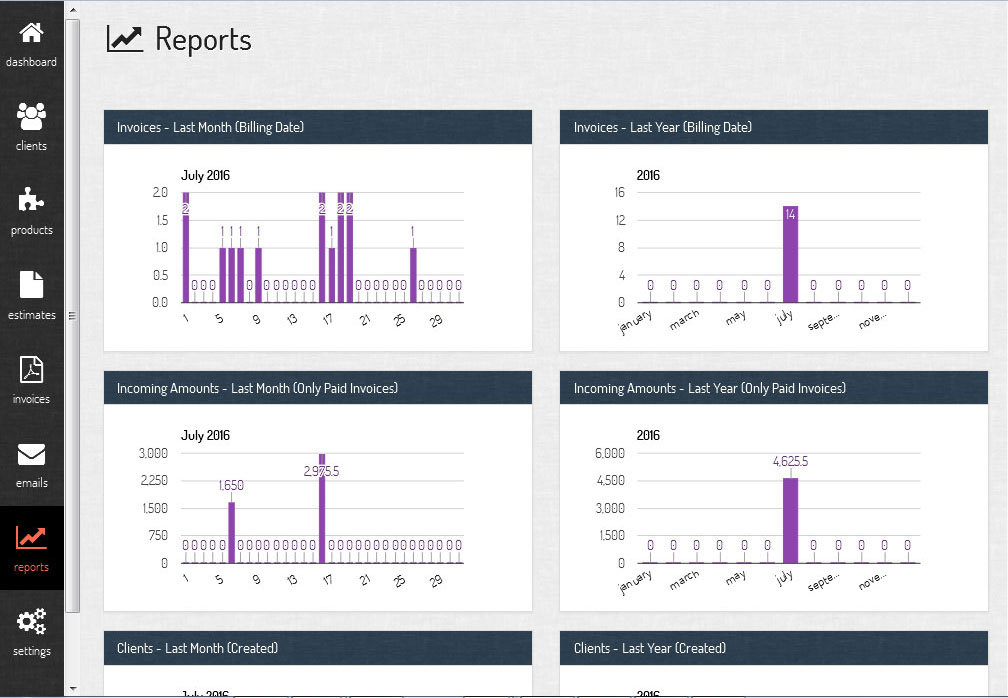 dashboard
clients
products
estimates
invoices
emails
reports
settings
Reports
Invoices - Last Month (Billing Date)
July 2016
2.0
1.5
1.0
0.5
0.0
2 0 0 0 1 1 1 0 1 0 0 0 0 0 0 2 1 2 2 0 0 0 0 0 0 1 0 0 0 0 0
1 5 9 13 17 21 25 29
Invoices - Last Year (Billing Date)
2016
16
12
8
4
0
0 0 0 0 0 0 14 0 0 0 0 0
january march may july septe... nove...
Incoming Amounts - Last Month (Only Paid Invoices)
July 2016
3,000
2,250
1,500
750
0
0 0 0 0 0 1,650 0 0 0 0 0 0 0 0 0 2,975.5 0 0 0 0 0 0 0 0 0 0 0 0 0 0 0
1 5 9 13 17 21 25 29
Incoming Amounts - Last Year (Only Paid Invoices)
2016
6,000
4,500
3,000
1,500
0
0 0 0 0 0 0 4,625.5 0 0 0 0 0
january march may july septe... nove...
Clients - Last Month (Created)
July 2016
Clients - Last Year (Created)
2016